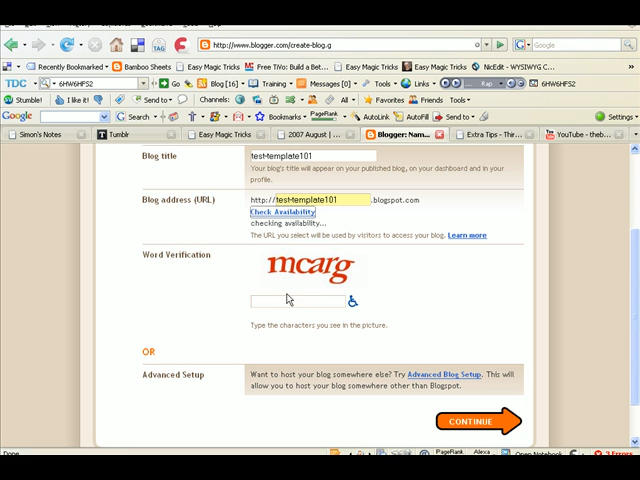 http://www.blogger.com/create-blog.g
Google
Recently Bookmarked
Bamboo Sheets
Easy Magic Tricks
Free TiVo: Build a Bette...
Easy Magic Tricks
NicEdit - WYSIWYG C...
TDC
6HW6HFS2
Go
Blog [16]
Training
Messages [0]
Tools
Links
Rap
6HW6HFS2
Stumble!
I like it!
Send to
Channels:
All
Favorites
Friends
Tools
Google
Search
Bookmarks
PageRank
AutoLink
AutoFill
Send to
Settings
Simon's Notes
Tumblr
Easy Magic Tricks
2007 August |
Blogger: Nam...
Extra Tips - Thir...
YouTube - theb...
Blog title
test-template101
Your blog's title will appear on your published blog, on your dashboard and in your
profile.
Blog address (URL)
http://
test-template101
.blogspot.com
Check Availability
checking availability...
The URL you select will be used by visitors to access your blog. Learn more
Word Verification
mcarg
Type the characters you see in the picture.
OR
Advanced Setup
Want to host your blog somewhere else? Try Advanced Blog Setup. This will
allow you to host your blog somewhere other than Blogspot.
CONTINUE
Done
PageRank
Alexa
Open Notebook
3 Errors